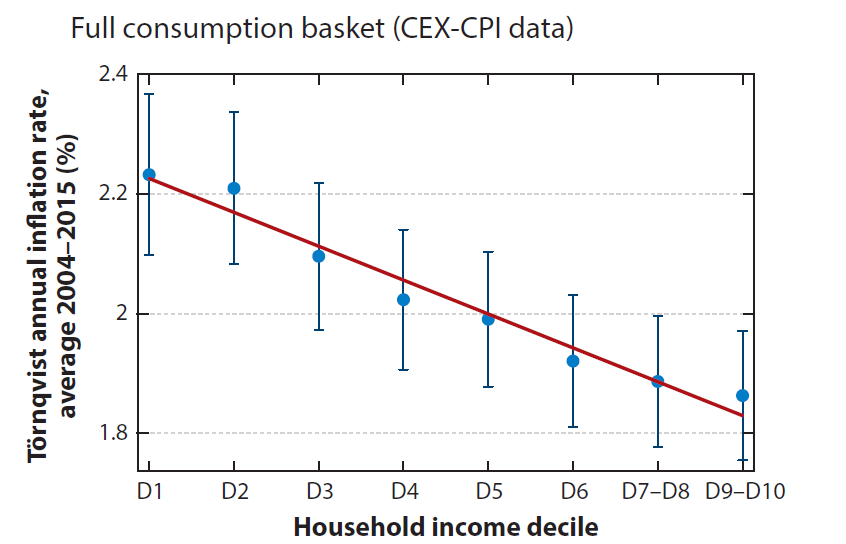 Full consumption basket (CEX-CPI data)
Törnqvist annual inflation rate,
average 2004–2015 (%)
2.4
2.2
2
1.8
D1 D2 D3 D4 D5 D6 D7–D8 D9–D10
Household income decile